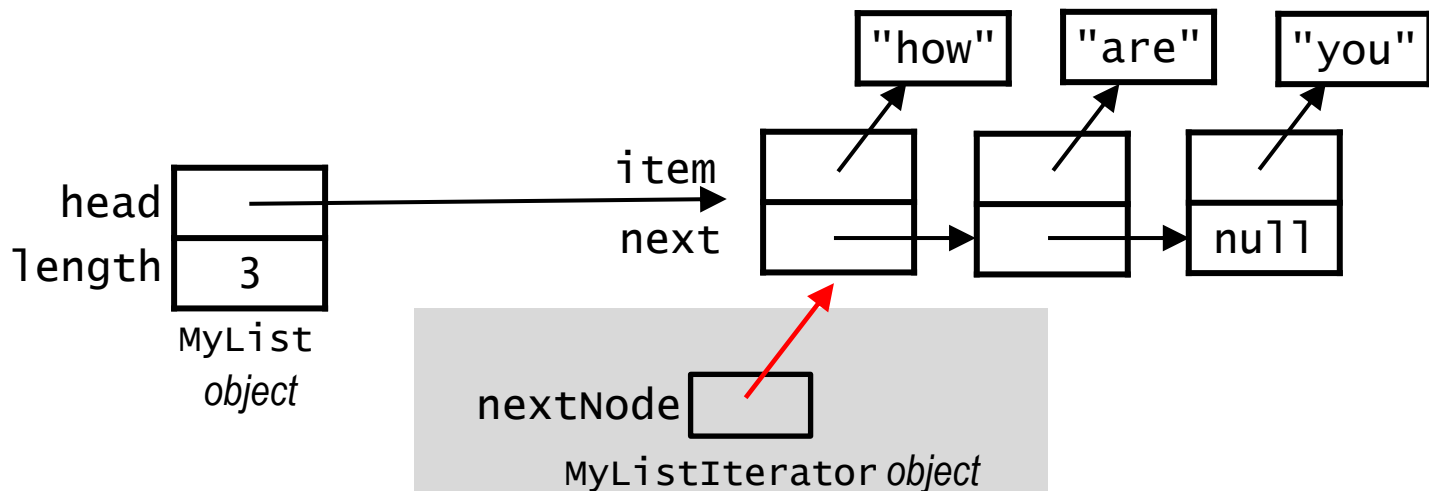 "how" "are" "you"
item
head
next null
length 3
MyList
object
nextNode
MyListIterator object